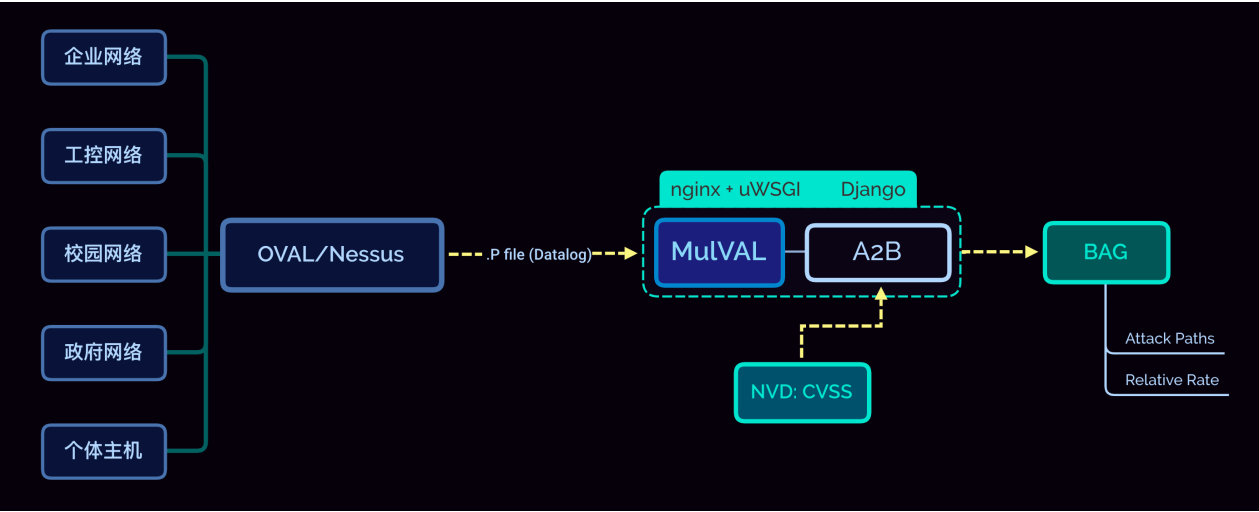 企业网络
工控网络
校园网络
政府网络
个体主机
OVAL/Nessus
.P file (Datalog)
nginx + uWSGI Django
MulVAL
A2B
NVD: CVSS
BAG
Attack Paths
Relative Rate